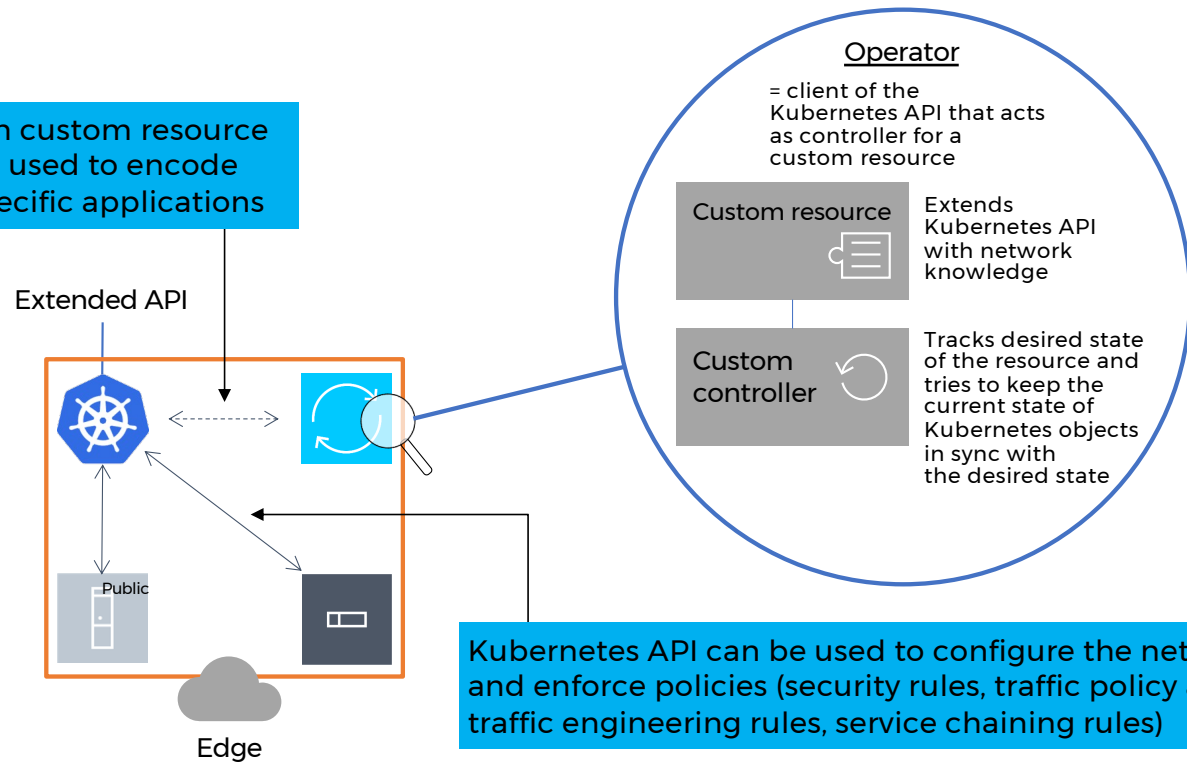 Operator
= client of the
Kubernetes API that acts
as controller for a
custom resource
custom resource
used to encode
applications
Custom resource
Extends
Kubernetes API
with network
knowledge
Extended API
Custom
controller
Tracks desired state
of the resource and
tries to keep the
current state of
Kubernetes objects
in sync with
the desired state
Public
Kubernetes API can be used to configure the
and enforce policies (security rules, traffic policy
traffic engineering rules, service chaining rules)
Edge